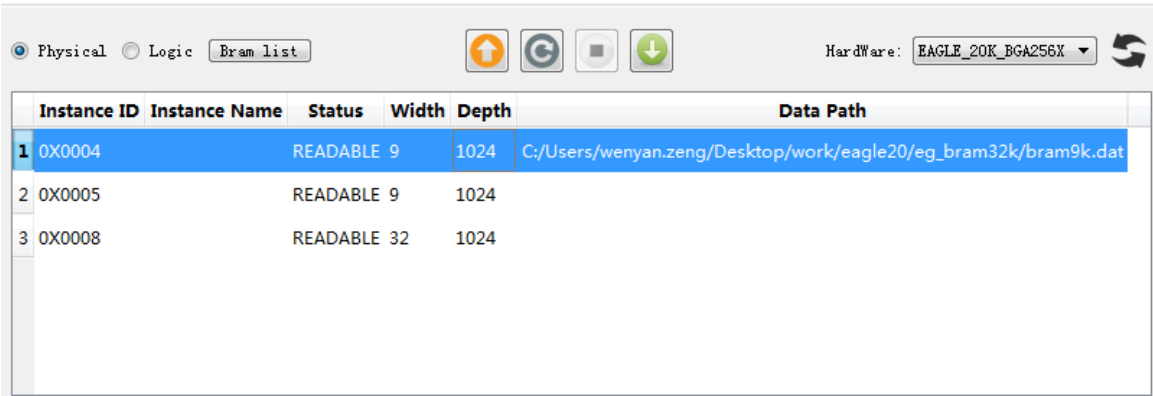 Physical Logic Bram list HardWare: EAGLE_20K_BGA256X
Instance ID Instance Name Status Width Depth Data Path
1 0X0004 READABLE 9 1024 C:/Users/wenyan.zeng/Desktop/work/eagle20/eg_bram32k/bram9k.dat
2 0X0005 READABLE 9 1024
3 0X0008 READABLE 32 1024